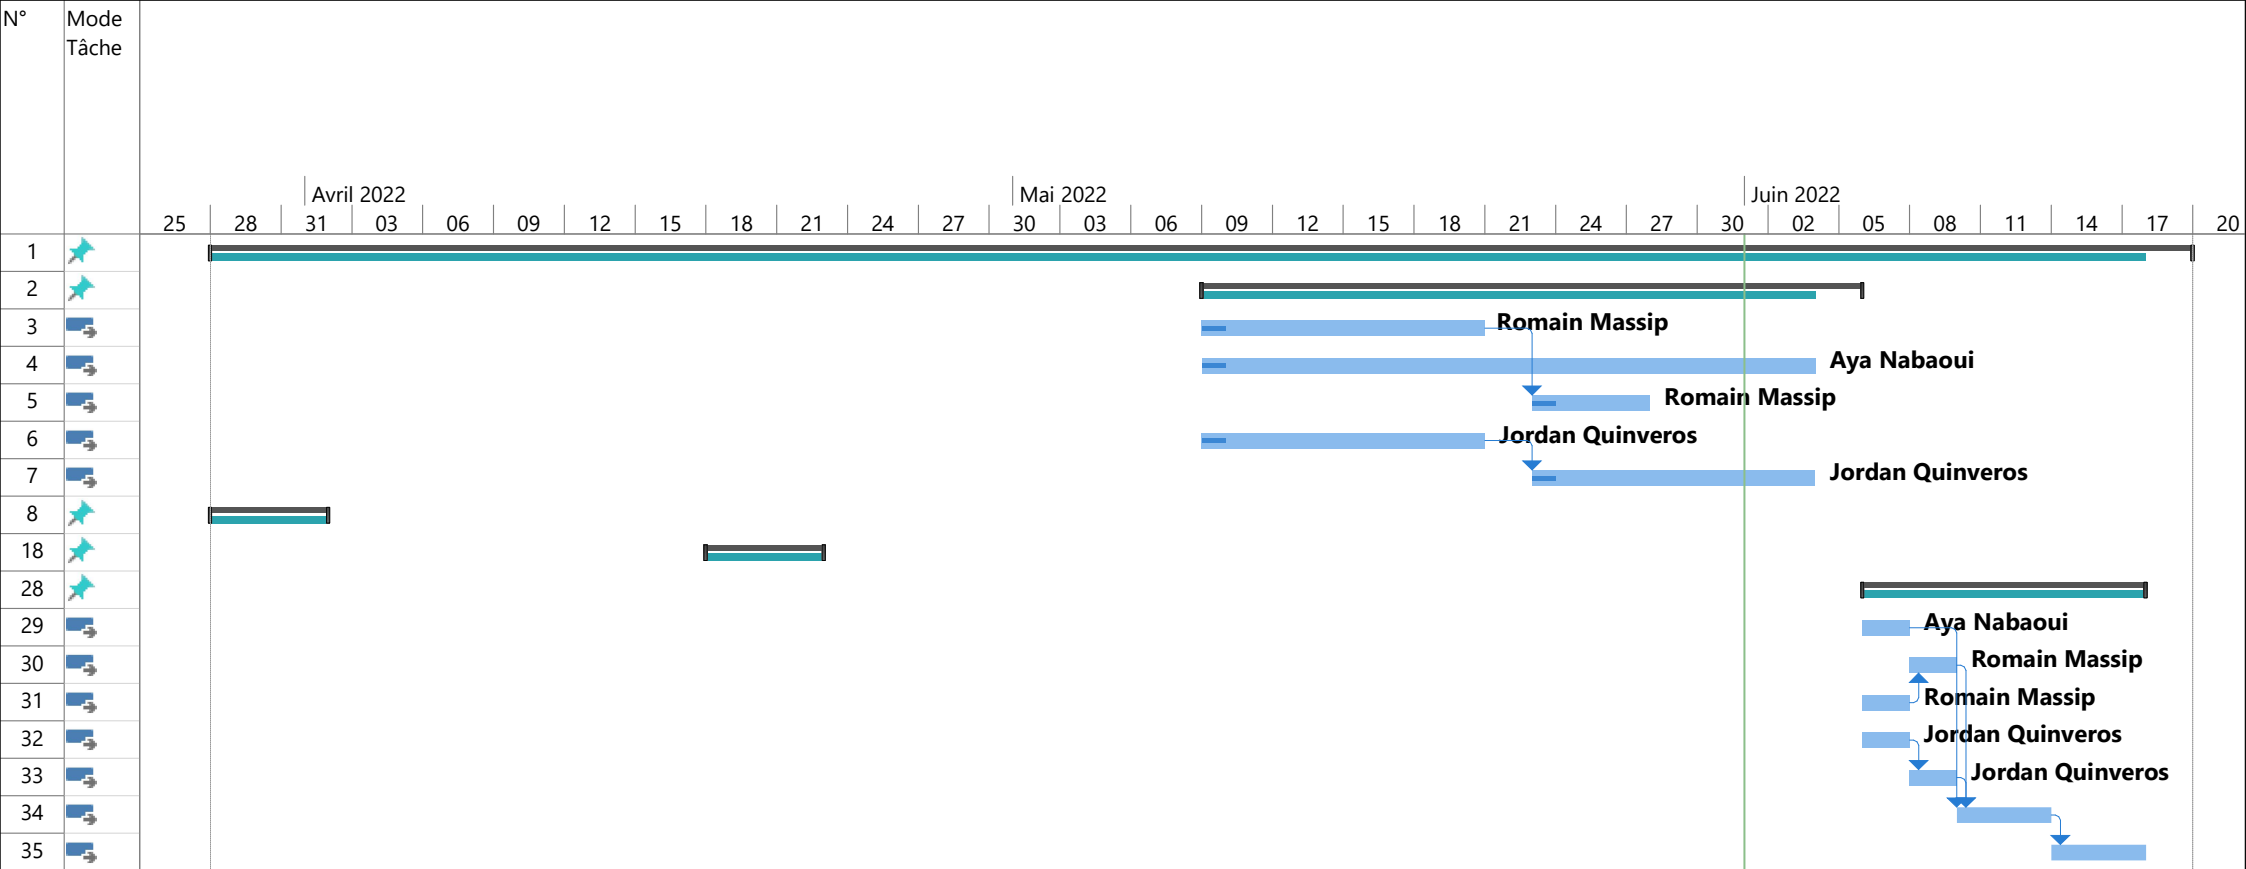 N°
Mode
Tâche
Avril 2022
Mai 2022
Juin 2022
25 28 31 03 06 09 12 15 18 21 24 27 30 03 06 09 12 15 18 21 24 27 30 02 05 08 11 14 17 20
1
2
3 Romain Massip
4 Aya Nabaoui
5 Romain Massip
6 Jordan Quinveros
7 Jordan Quinveros
8
18
28
29 Aya Nabaoui
30 Romain Massip
31 Romain Massip
32 Jordan Quinveros
33 Jordan Quinveros
34
35